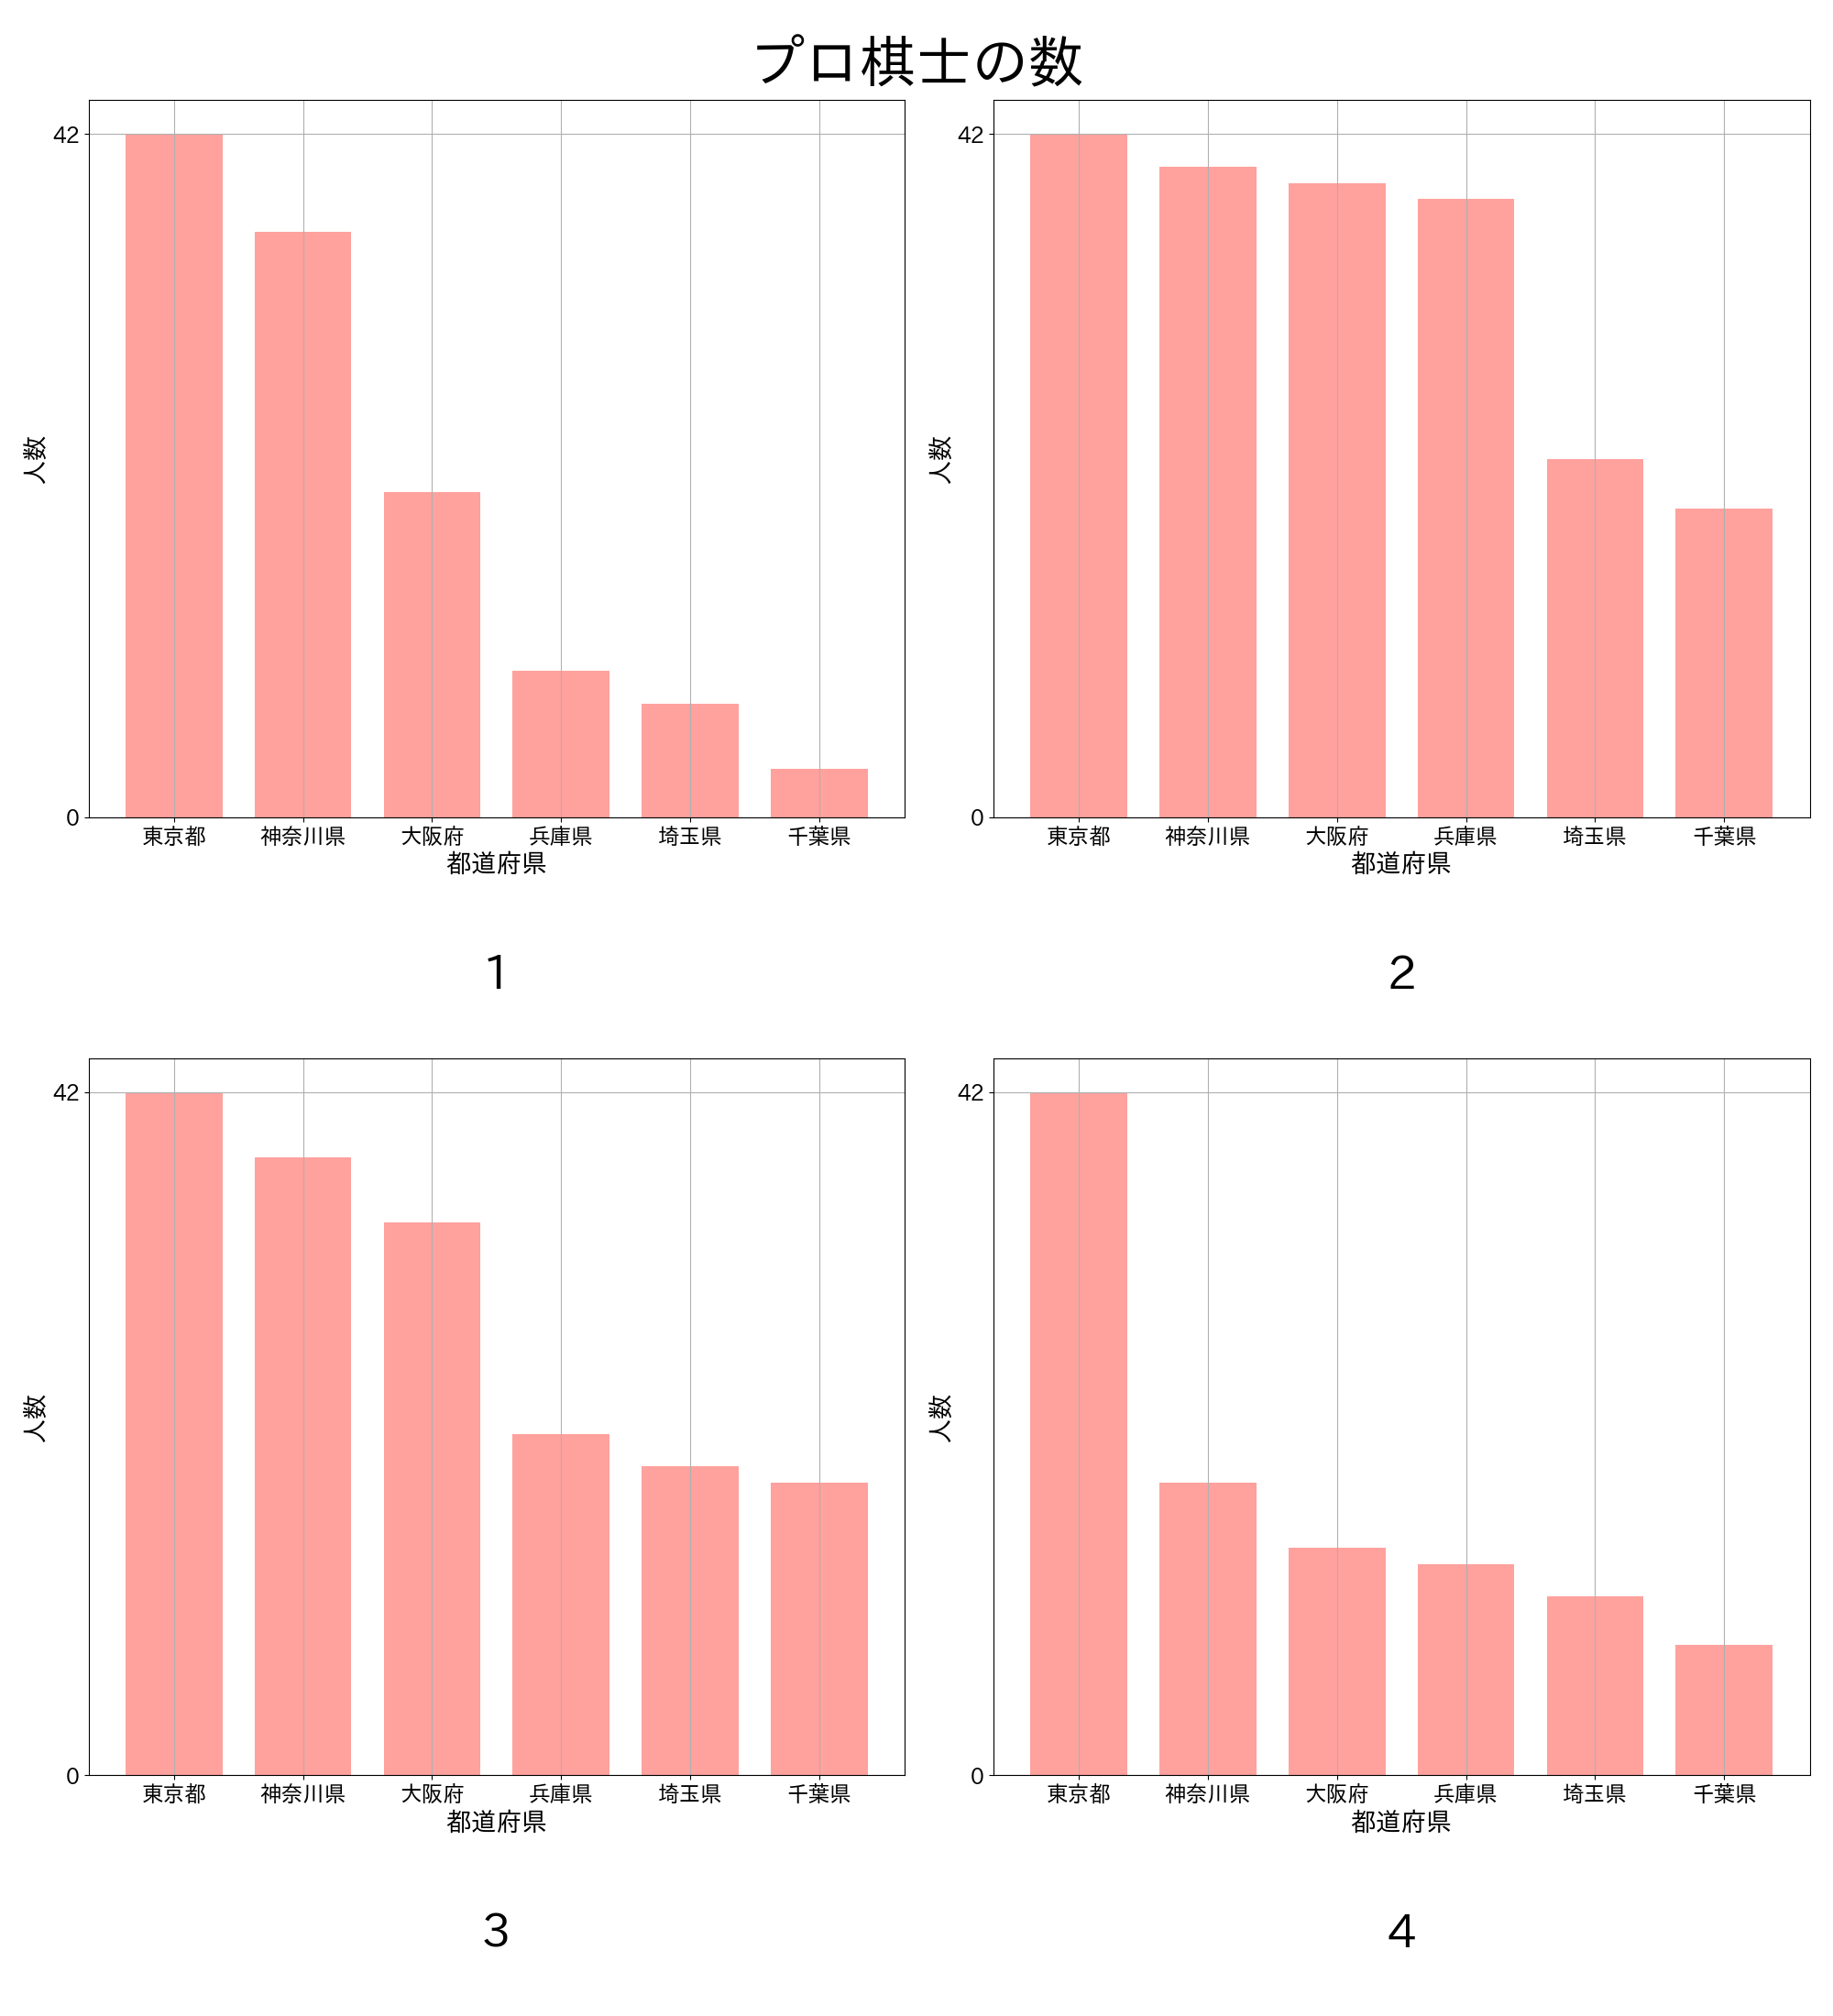 プロ棋士の数
42
0
人数
東京都 神奈川県 大阪府 兵庫県 埼玉県 千葉県
都道府県
1
42
0
人数
東京都 神奈川県 大阪府 兵庫県 埼玉県 千葉県
都道府県
2
42
0
人数
東京都 神奈川県 大阪府 兵庫県 埼玉県 千葉県
都道府県
3
42
0
人数
東京都 神奈川県 大阪府 兵庫県 埼玉県 千葉県
都道府県
4